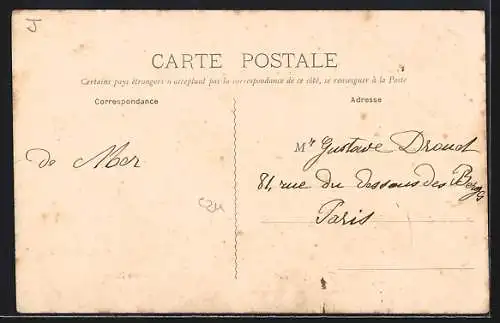 J
CARTE POSTALE
Certains pays étrangers n'acceptant pas la correspondance de ce côté, se renseigner à la Poste
Correspondance
Adresse
de Mer
Mr Gustave Drouet
81, rue du dessous des Berges
Paris